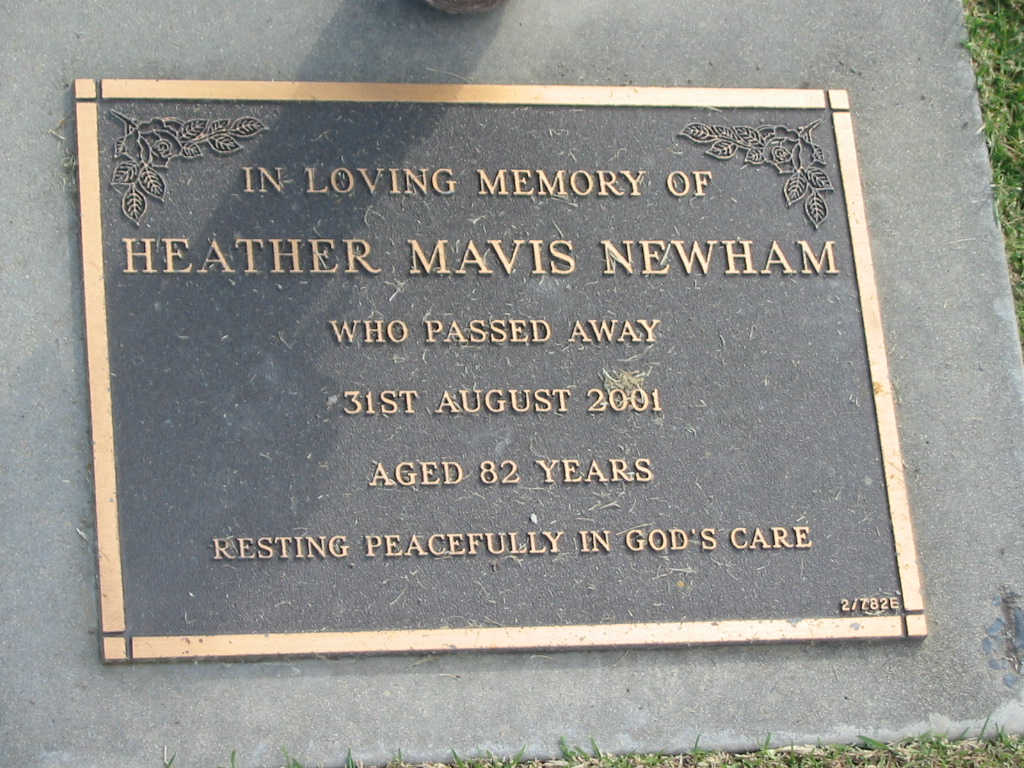 IN LOVING MEMORY OF
HEATHER MAVIS NEWHAM
WHO PASSED AWAY
31ST AUGUST 2001
AGED 82 YEARS
RESTING PEACEFULLY IN GOD'S CARE
2/782E